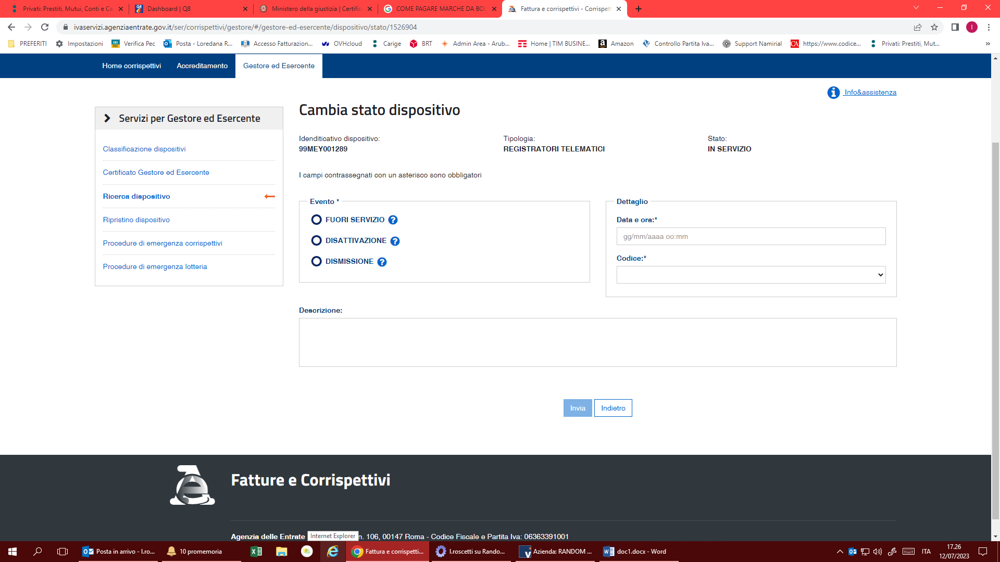 Privati: Prestiti, Mutui, Conti e Ca
Dashboard | Q8
Ministero della giustizia | Certific
COME PAGARE MARCHE DA BOL
Fattura e corrispettivi - Corrispett
ivaservizi.agenziaentrate.gov.it/ser/corrispettivi/gestore/#/gestore-ed-esercente/dispositivo/stato/1526904
PREFERITI
Impostazioni
Verifica Pec
Posta - Loredana R...
Accesso Fatturazion...
OVHcloud
Carige
BRT
Admin Area - Arub...
Home | TIM BUSINE...
Amazon
Controllo Partita Iva...
Support Namirial
https://www.codice...
Privati: Prestiti, Mut...
»
Home corrispettivi
Accreditamento
Gestore ed Esercente
Info&assistenza
Servizi per Gestore ed Esercente
Classificazione dispositivi
Certificato Gestore ed Esercente
Ricerca dispositivo
Ripristino dispositivo
Procedure di emergenza corrispettivi
Procedure di emergenza lotteria
Cambia stato dispositivo
Idenditicativo dispositivo:
99MEY001289
Tipologia:
REGISTRATORI TELEMATICI
Stato:
IN SERVIZIO
I campi contrassegnati con un asterisco sono obbligatori
Evento *
FUORI SERVIZIO ?
DISATTIVAZIONE ?
DISMISSIONE ?
Dettaglio
Data e ora:*
gg/mm/aaaa oo:mm
Codice:*
Descrizione:
Invia
Indietro
Fatture e Corrispettivi
Agenzia delle Entrate
n. 106, 00147 Roma - Codice Fiscale e Partita Iva: 06363391001
Internet Explorer
Posta in arrivo - l.ro...
10 promemoria
Fattura e corrispetti...
l.roscetti su Rando...
Azienda: RANDOM ...
doc1.docx - Word
ITA
17.26
12/07/2023